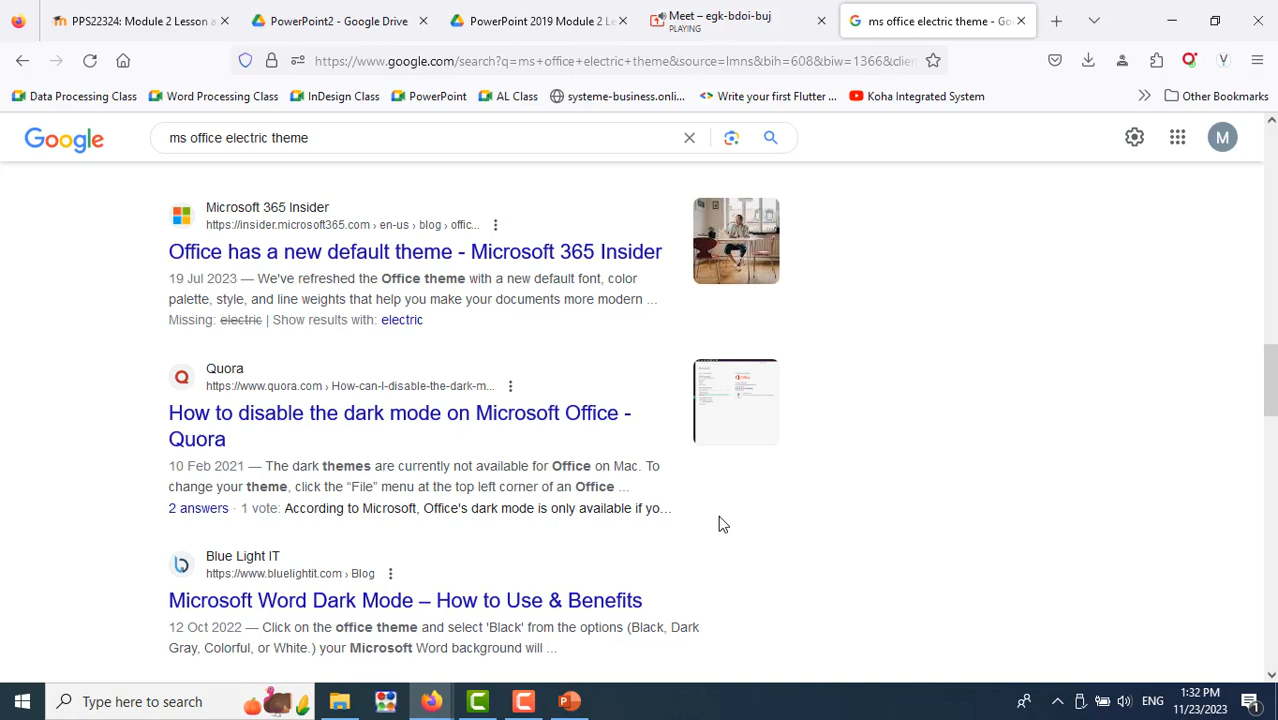 PPS22324: Module 2 Lesson a
PowerPoint2 - Google Drive
PowerPoint 2019 Module 2 Le
Meet – egk-bdoi-buj
PLAYING
ms office electric theme - Go
https://www.google.com/search?q=ms+office+electric+theme&source=lmns&bih=608&biw=1366&clien
Data Processing Class
Word Processing Class
InDesign Class
PowerPoint
AL Class
systeme-business.onli...
Write your first Flutter ...
Koha Integrated System
Other Bookmarks
Google
ms office electric theme
M
Microsoft 365 Insider
https://insider.microsoft365.com › en-us › blog › offic...
Office has a new default theme - Microsoft 365 Insider
19 Jul 2023 — We've refreshed the Office theme with a new default font, color
palette, style, and line weights that help you make your documents more modern ...
Missing: electric | Show results with: electric
Quora
https://www.quora.com › How-can-I-disable-the-dark-m...
How to disable the dark mode on Microsoft Office -
Quora
10 Feb 2021 — The dark themes are currently not available for Office on Mac. To
change your theme, click the “File” menu at the top left corner of an Office ...
2 answers · 1 vote: According to Microsoft, Office's dark mode is only available if yo...
Blue Light IT
https://www.bluelightit.com › Blog
Microsoft Word Dark Mode – How to Use & Benefits
12 Oct 2022 — Click on the office theme and select 'Black' from the options (Black, Dark
Gray, Colorful, or White.) your Microsoft Word background will ...
Type here to search
ENG
1:32 PM
11/23/2023
1